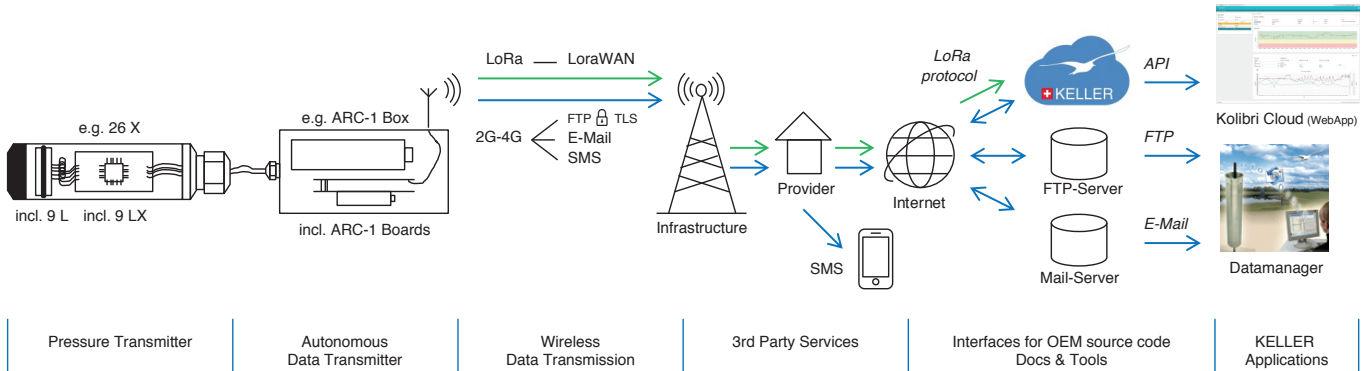 e.g. 26 X
incl. 9 L
incl. 9 LX
e.g. ARC-1 Box
incl. ARC-1 Boards
LoRa
LoraWAN
2G-4G
FTP
TLS
E-Mail
SMS
Infrastructure
Provider
SMS
Internet
LoRa
protocol
KELLER
FTP-Server
Mail-Server
API
FTP
E-Mail
Kolibri Cloud (WebApp)
Datamanager
Pressure Transmitter
Autonomous
Data Transmitter
Wireless
Data Transmission
3rd Party Services
Interfaces for OEM source code
Docs & Tools
KELLER
Applications